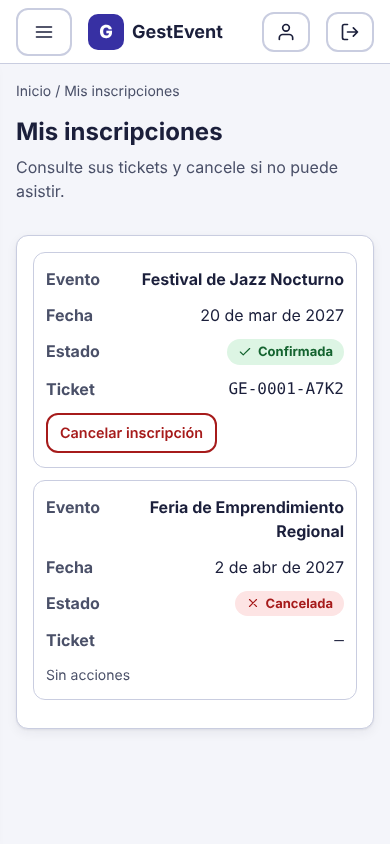 G GestEvent
Inicio / Mis inscripciones
Mis inscripciones
Consulte sus tickets y cancele si no puede
asistir.
Evento Festival de Jazz Nocturno
Fecha 20 de mar de 2027
Estado Confirmada
Ticket GE-0001-A7K2
Cancelar inscripción
Evento Feria de Emprendimiento
Regional
Fecha 2 de abr de 2027
Estado Cancelada
Ticket —
Sin acciones